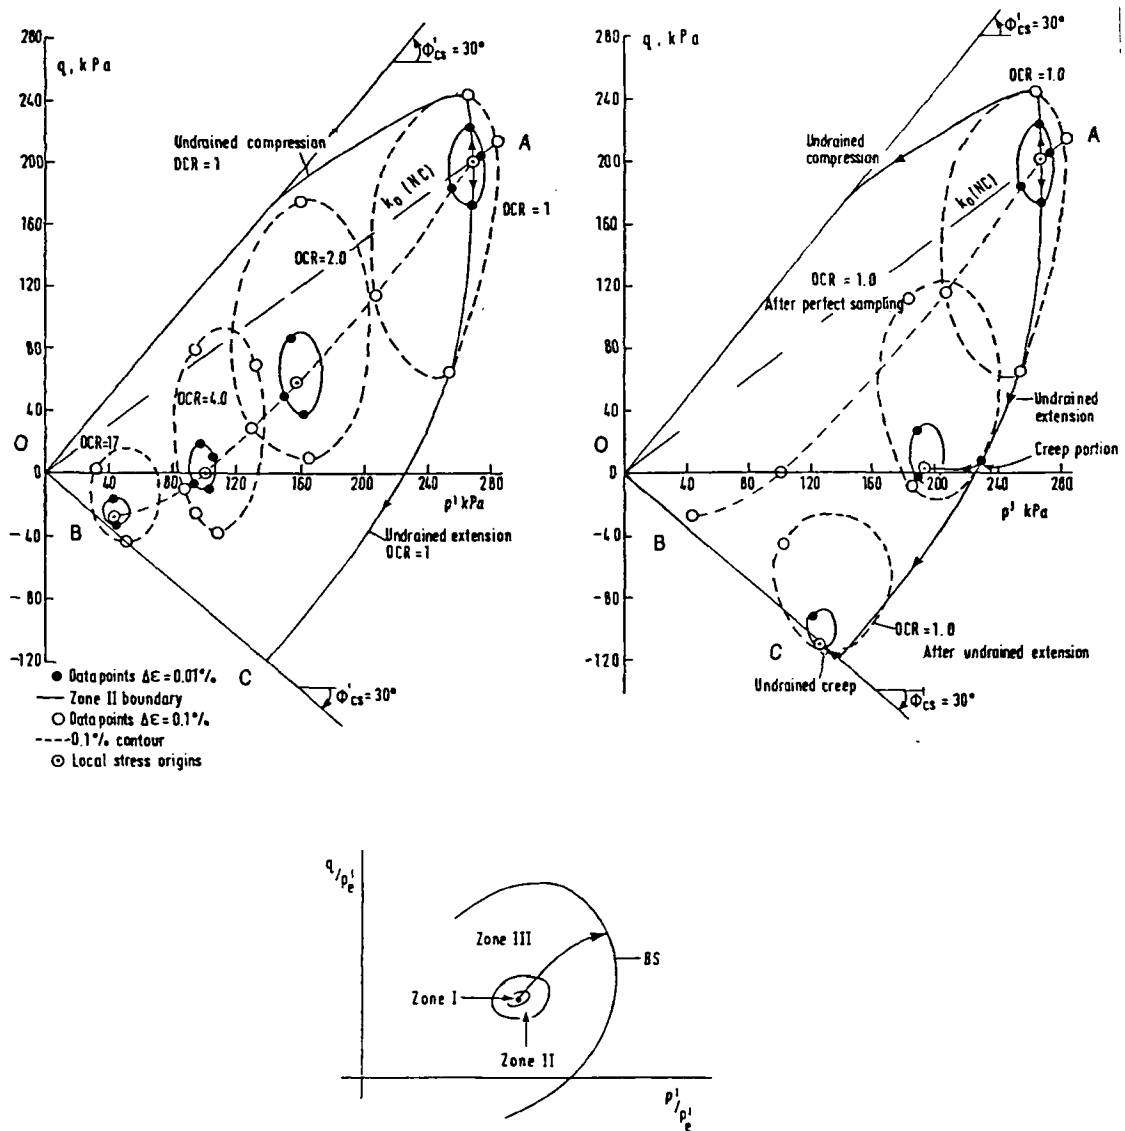 280
q, kPa
240
200
160
120
80
40
O
0
-40
-80
-120
40
80
120
160
200
240
280
p' kPa
Φ'cs = 30°
Undrained compression
OCR = 1
A
k₀(NC)
OCR = 1
OCR=2.0
OCR=4.0
OCR=17
B
Undrained extension
OCR = 1
C
Φ'cs = 30°
● Data points Δε = 0.01%
— Zone II boundary
○ Data points Δε = 0.1%
---- 0.1% contour
⊙ Local stress origins
280
q, kPa
240
200
160
120
80
40
O
0
-40
-80
-120
40
80
120
160
200
240
280
p' kPa
Φ'cs = 30°
OCR = 1.0
A
Undrained
compression
k₀(NC)
OCR = 1.0
After perfect sampling
Undrained
extension
Creep portion
B
OCR = 1.0
After undrained extension
C
Undrained creep
Φ'cs = 30°
q/p'e
Zone III
BS
Zone I
Zone II
p'/p'e